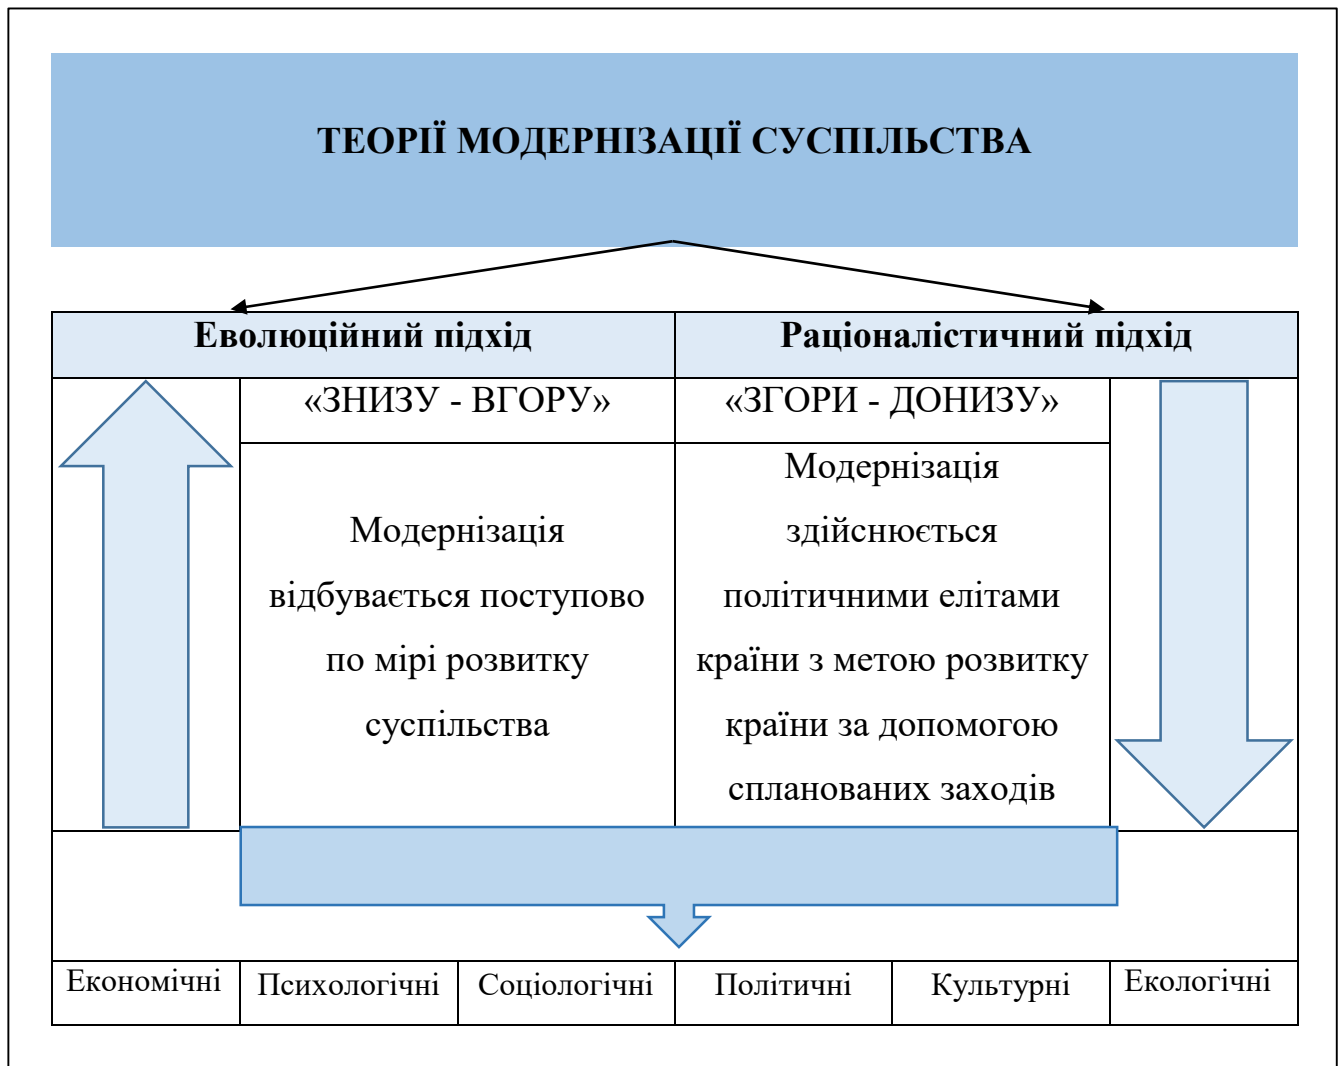 ТЕОРІЇ МОДЕРНІЗАЦІЇ СУСПІЛЬСТВА
Еволюційний підхід
Раціоналістичний підхід
«ЗНИЗУ - ВГОРУ»
«ЗГОРИ - ДОНИЗУ»
Модернізація
відбувається поступово
по мірі розвитку
суспільства
Модернізація
здійснюється
політичними елітами
країни з метою розвитку
країни за допомогою
спланованих заходів
Економічні
Психологічні
Соціологічні
Політичні
Культурні
Екологічні